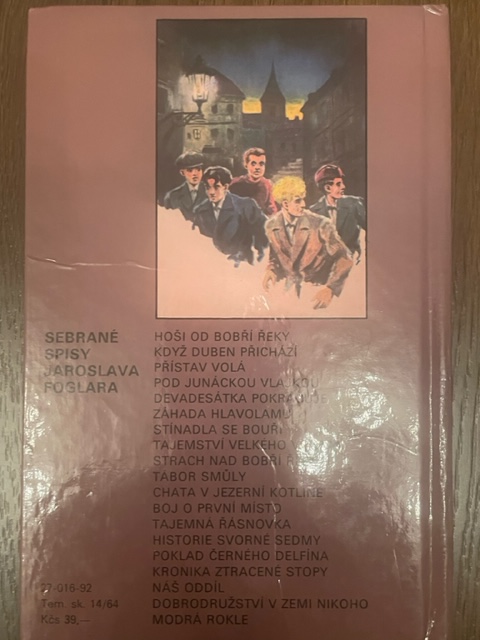 SEBRANÉ
SPISY
JAROSLAVA
FOGLARA
HOŠI OD BOBŘÍ ŘEKY
KDYŽ DUBEN PŘICHÁZÍ
PŘÍSTAV VOLÁ
POD JUNÁCKOU VLAJKOU
DEVADESÁTKA POKRAČUJE
ZÁHADA HLAVOLAMU
STÍNADLA SE BOUŘÍ
TAJEMSTVÍ VELKÉHO
STRACH NAD BOBŘÍ
TÁBOR SMŮLY
CHATA V JEZERNÍ KOTLINĚ
BOJ O PRVNÍ MÍSTO
TAJEMNÁ ŘÁSNOVKA
HISTORIE SVORNÉ SEDMY
POKLAD ČERNÉHO DELFÍNA
KRONIKA ZTRACENÉ STOPY
NÁŠ ODDÍL
DOBRODRUŽSTVÍ V ZEMI NIKOHO
MODRÁ ROKLE
27-016-92
Tem. sk. 14/64
Kčs 39,—